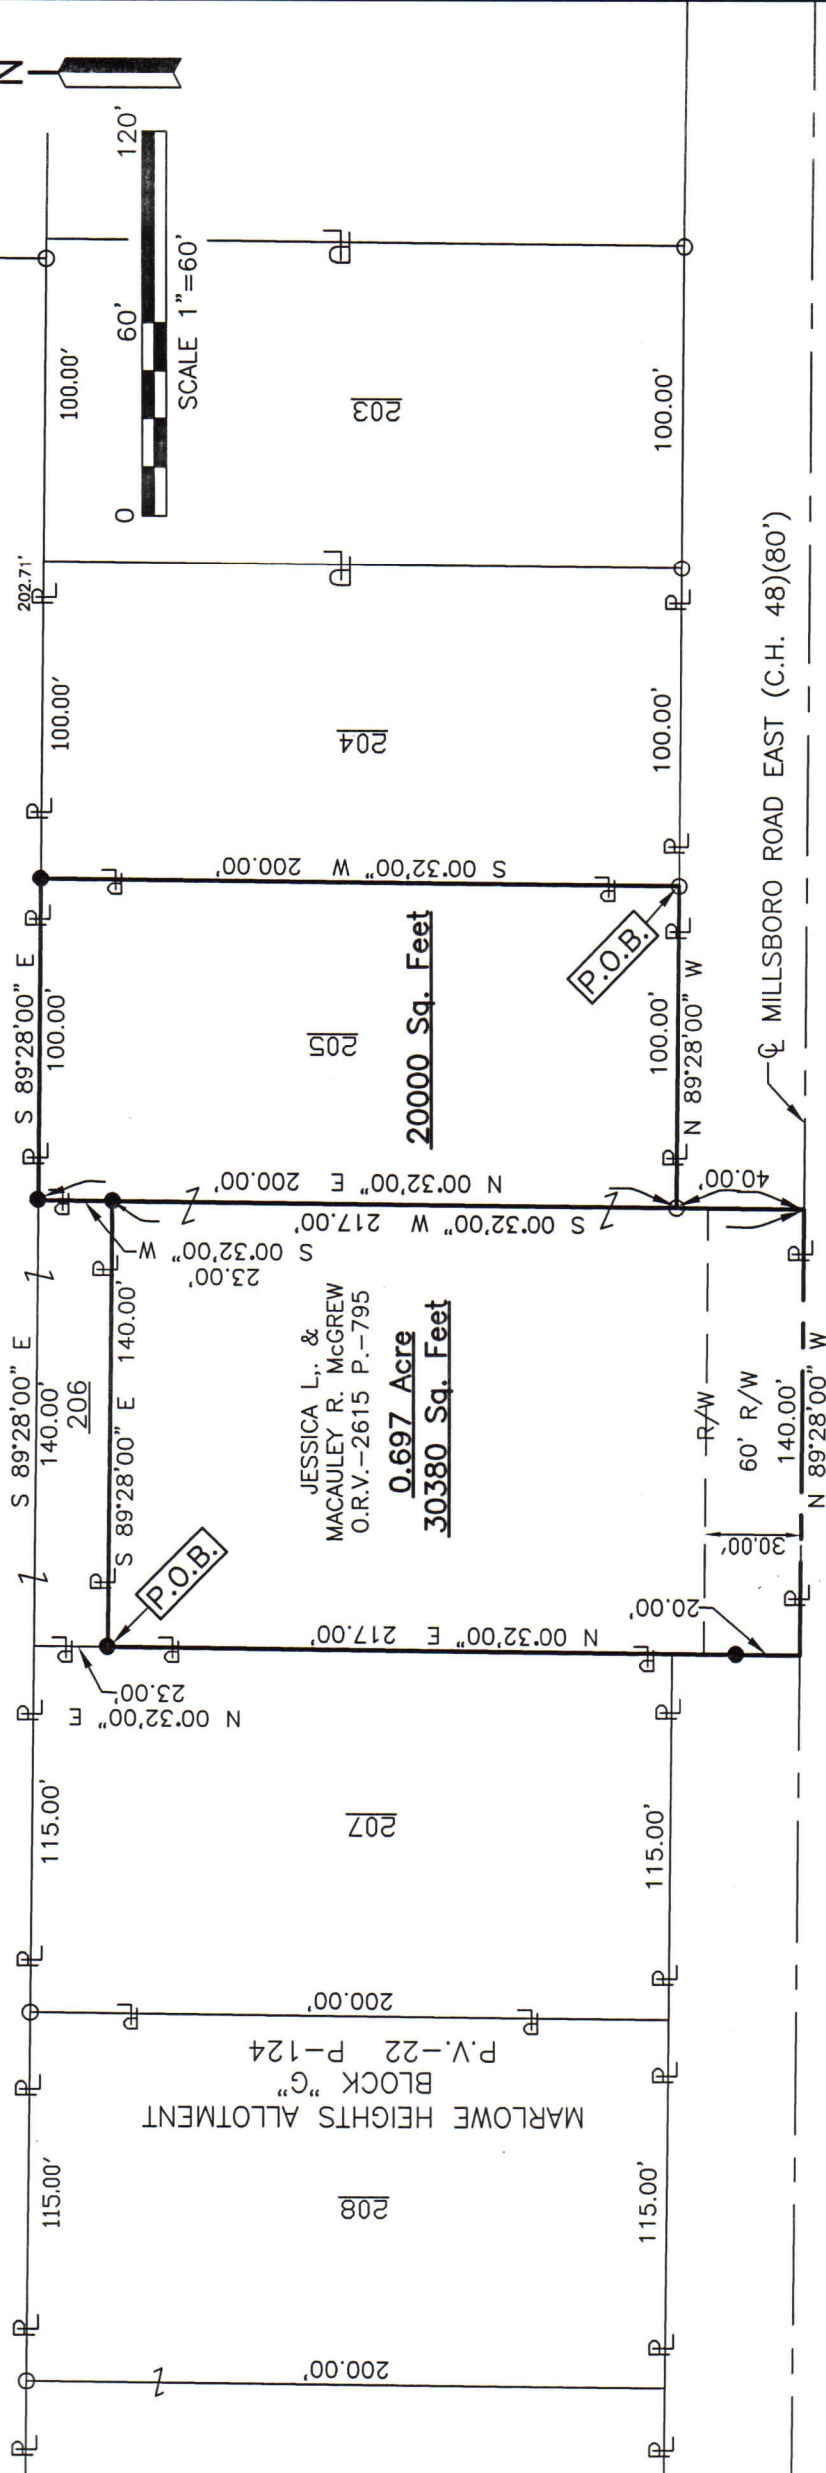 N
0 60' 120'
SCALE 1"=60'
100.00'
203
100.00'
202.71'
100.00'
204
100.00'
S 00°32'00" W 200.00'
S 89°28'00" E
100.00'
205
20000 Sq. Feet
P.O.B.
100.00'
N 89°28'00" W
N 00°32'00" E 200.00'
S 00°32'00" W 217.00'
40.00'
℄ MILLSBORO ROAD EAST (C.H. 48)(80')
S 00°32'00" W
23.00'
S 89°28'00" E
140.00'
206
S 89°28'00" E 140.00'
JESSICA L,. &
MACAULEY R. McGREW
O.R.V.-2615 P.-795
0.697 Acre
30380 Sq. Feet
R/W
60' R/W
140.00'
N 89°28'00" W
30.00'
20.00'
P.O.B.
N 00°32'00" E 217.00'
N 00°32'00" E
23.00'
115.00'
207
115.00'
200.00'
MARLOWE HEIGHTS ALLOTMENT
BLOCK "G"
P.V.-22 P-124
115.00'
208
115.00'
200.00'